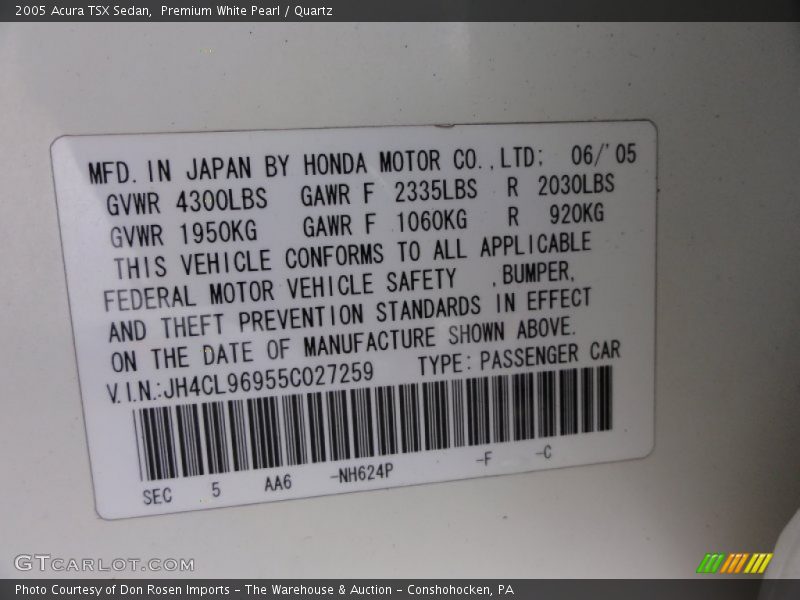 2005 Acura TSX Sedan,  Premium White Pearl / Quartz
MFD. IN JAPAN BY HONDA MOTOR CO.,LTD; 06/'05
GVWR 4300LBS GAWR F 2335LBS R 2030LBS
GVWR 1950KG GAWR F 1060KG R 920KG
THIS VEHICLE CONFORMS TO ALL APPLICABLE
FEDERAL MOTOR VEHICLE SAFETY ,BUMPER,
AND THEFT PREVENTION STANDARDS IN EFFECT
ON THE DATE OF MANUFACTURE SHOWN ABOVE.
V.I.N.:JH4CL96955C027259 TYPE:PASSENGER CAR
SEC 5 AA6 -NH624P -F -C
GTCARLOT.COM
Photo Courtesy of Don Rosen Imports - The Warehouse & Auction - Conshohocken, PA